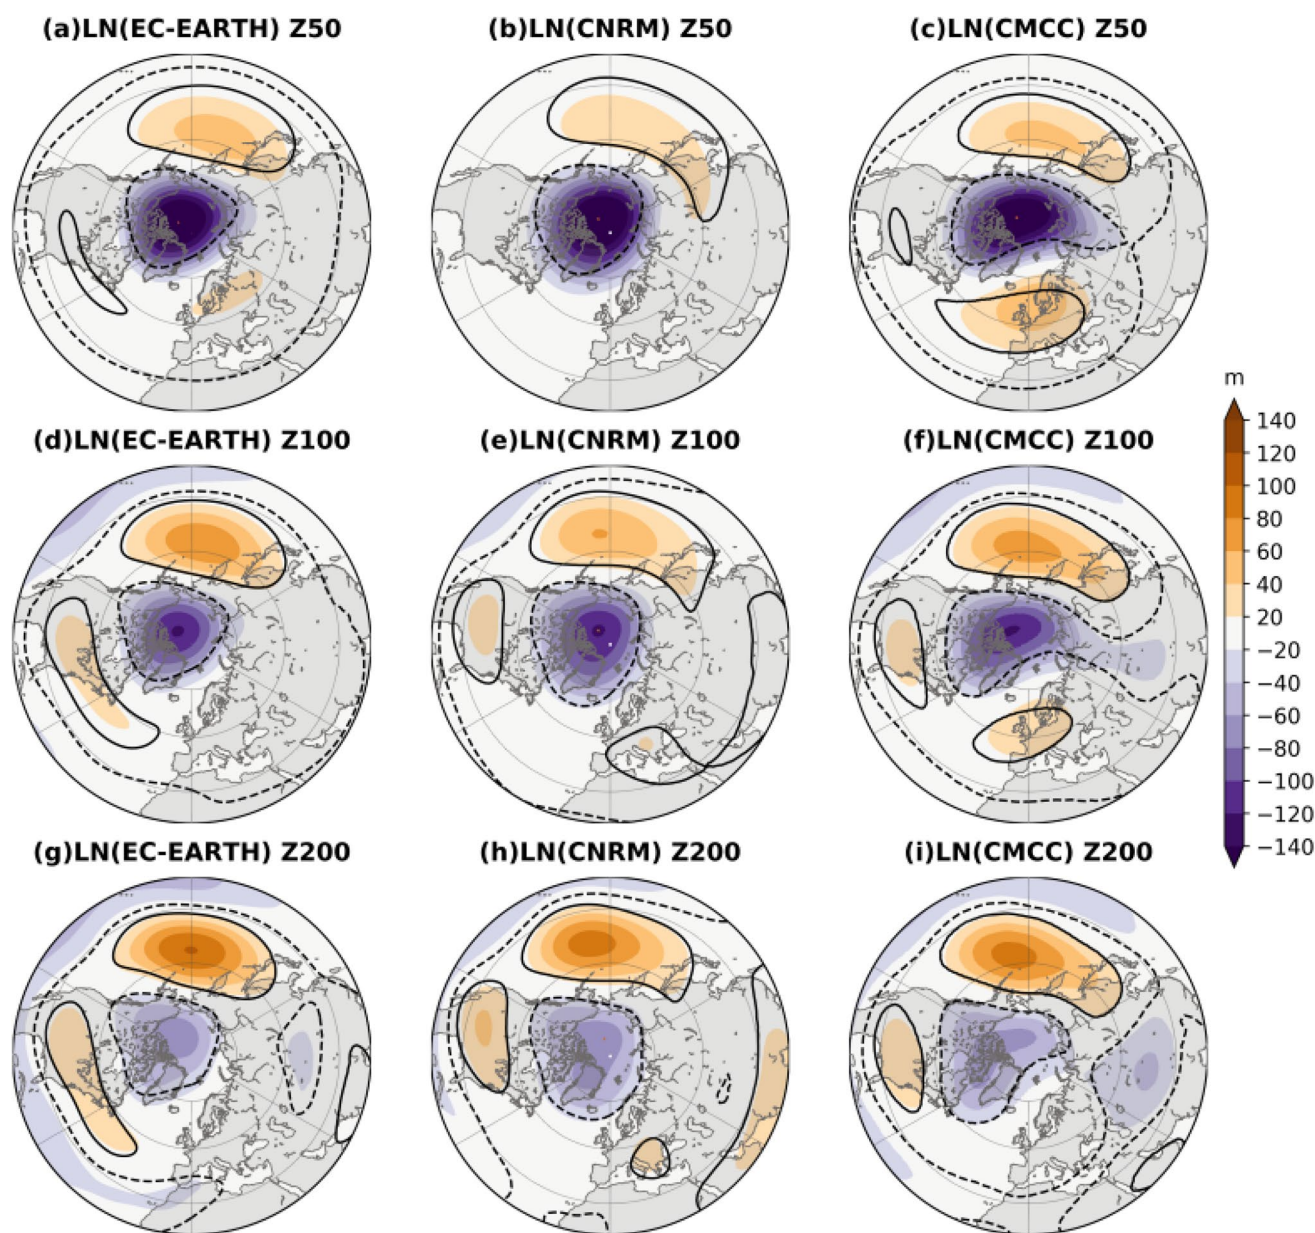 (a)LN(EC-EARTH) Z50
(b)LN(CNRM) Z50
(c)LN(CMCC) Z50
(d)LN(EC-EARTH) Z100
(e)LN(CNRM) Z100
(f)LN(CMCC) Z100
(g)LN(EC-EARTH) Z200
(h)LN(CNRM) Z200
(i)LN(CMCC) Z200
m
140
120
100
80
60
40
20
−20
−40
−60
−80
−100
−120
−140